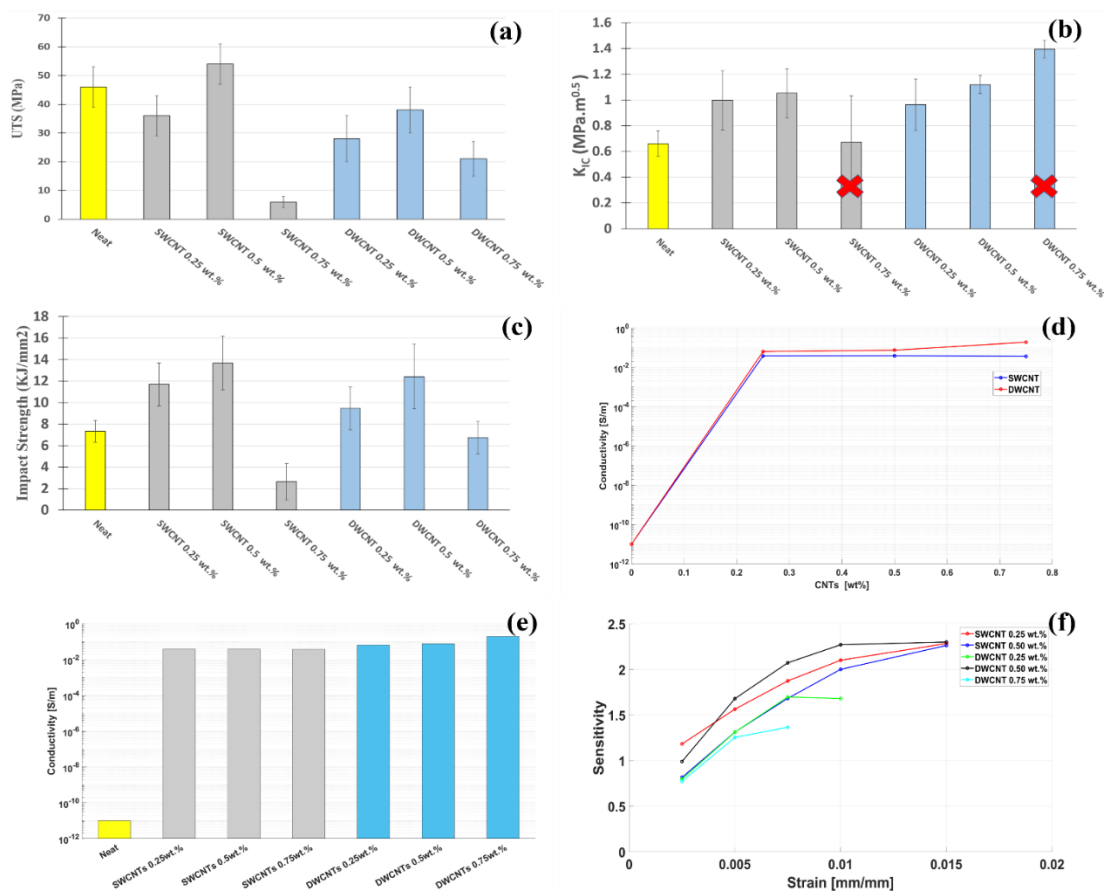 (a)
UTS (MPa)
70
60
50
40
30
20
10
0
Neat
SWCNT 0.25 wt.%
SWCNT 0.5 wt.%
SWCNT 0.75 wt.%
DWCNT 0.25 wt.%
DWCNT 0.5 wt.%
DWCNT 0.75 wt.%
(b)
K_IC (MPa.m^0.5)
1.6
1.4
1.2
1
0.8
0.6
0.4
0.2
0
Neat
SWCNT 0.25 wt.%
SWCNT 0.5 wt.%
SWCNT 0.75 wt.%
DWCNT 0.25 wt.%
DWCNT 0.5 wt.%
DWCNT 0.75 wt.%
(c)
Impact Strength (KJ/mm2)
18
16
14
12
10
8
6
4
2
0
Neat
SWCNT 0.25 wt.%
SWCNT 0.5 wt.%
SWCNT 0.75 wt.%
DWCNT 0.25 wt.%
DWCNT 0.5 wt.%
DWCNT 0.75 wt.%
(d)
Conductivity [S/m]
10^0
10^-2
10^-4
10^-6
10^-8
10^-10
10^-12
SWCNT
DWCNT
0 0.1 0.2 0.3 0.4 0.5 0.6 0.7 0.8
CNTs [wt%]
(e)
Conductivity [S/m]
10^0
10^-2
10^-4
10^-6
10^-8
10^-10
10^-12
Neat
SWCNTs 0.25wt.%
SWCNTs 0.5wt.%
SWCNTs 0.75wt.%
DWCNTs 0.25wt.%
DWCNTs 0.5wt.%
DWCNTs 0.75wt.%
(f)
Sensitivity
2.5
2
1.5
1
0.5
0
SWCNT 0.25 wt.%
SWCNT 0.50 wt.%
DWCNT 0.25 wt.%
DWCNT 0.50 wt.%
DWCNT 0.75 wt.%
0.005 0.01 0.015 0.02
Strain [mm/mm]